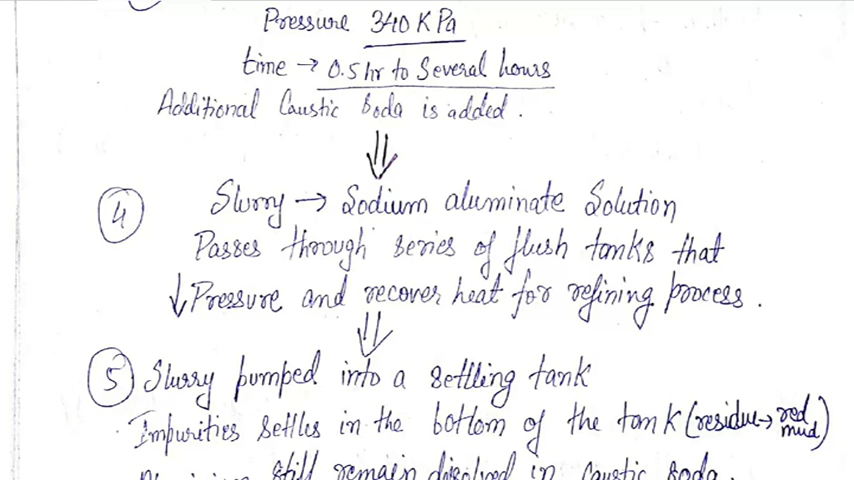 Pressure 340 KPa
time → 0.5 hr to Several hours
Additional Caustic Soda is added.
⇓
4 Slurry → Sodium aluminate Solution
Passes through series of flush tanks that
↓ Pressure and recover heat for refining process.
⇓
5 Slurry pumped into a settling tank
Impurities settles in the bottom of the tank (residue → red mud)
still remain disolved in caustic soda.